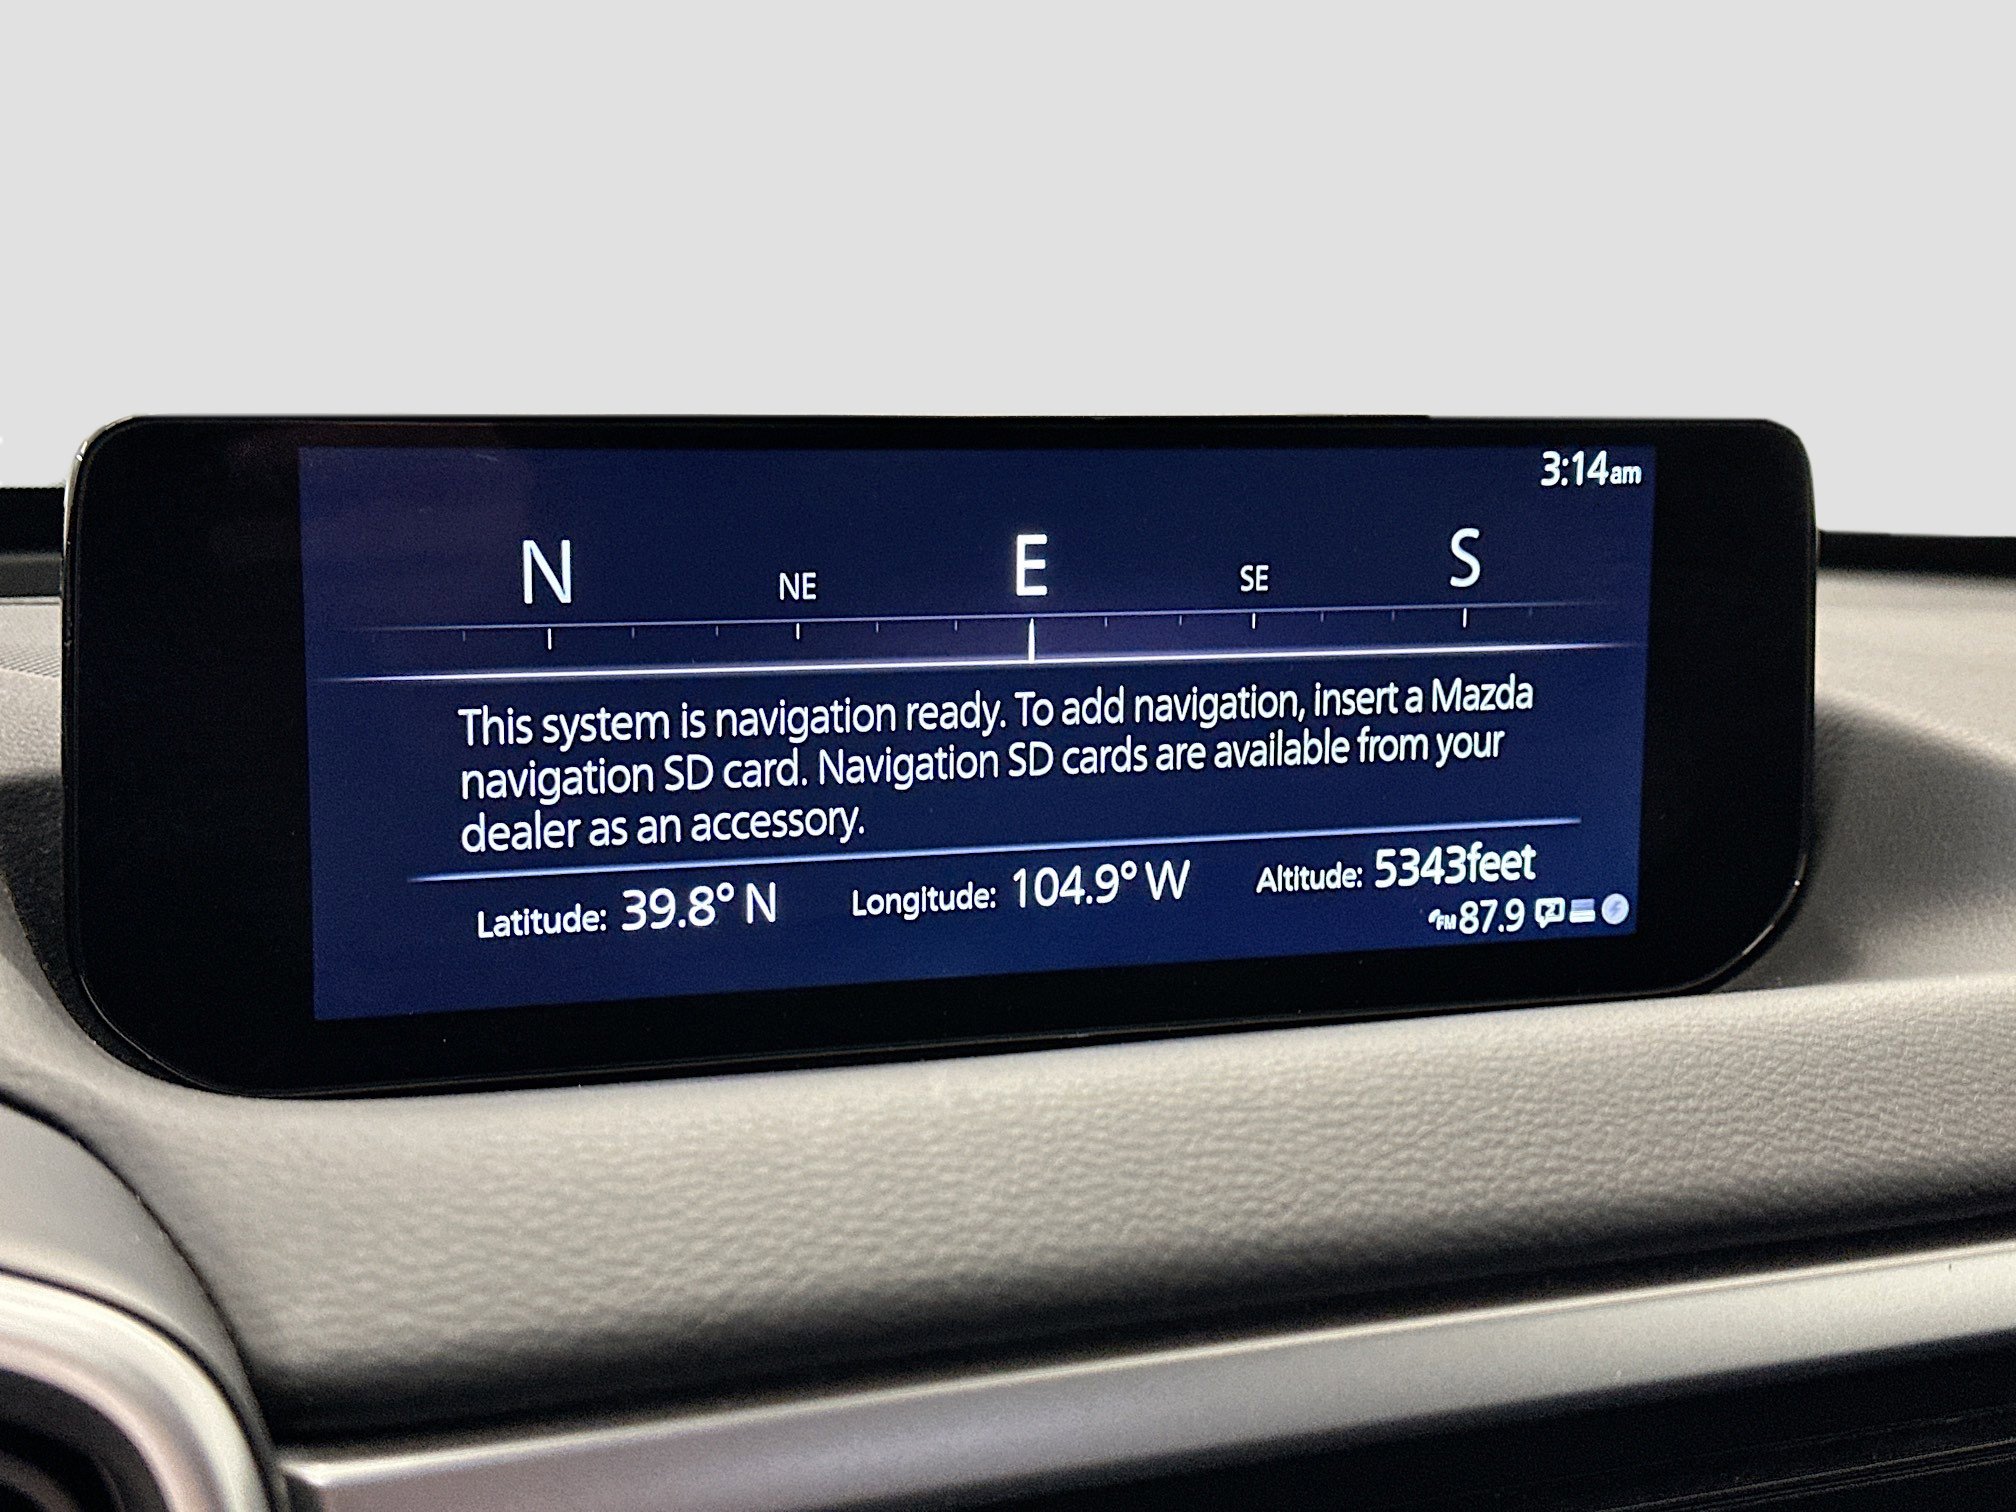 3:14am
N NE E SE S
This system is navigation ready. To add navigation, insert a Mazda
navigation SD card. Navigation SD cards are available from your
dealer as an accessory.
Latitude: 39.8° N Longitude: 104.9° W Altitude: 5343feet
FM 87.9